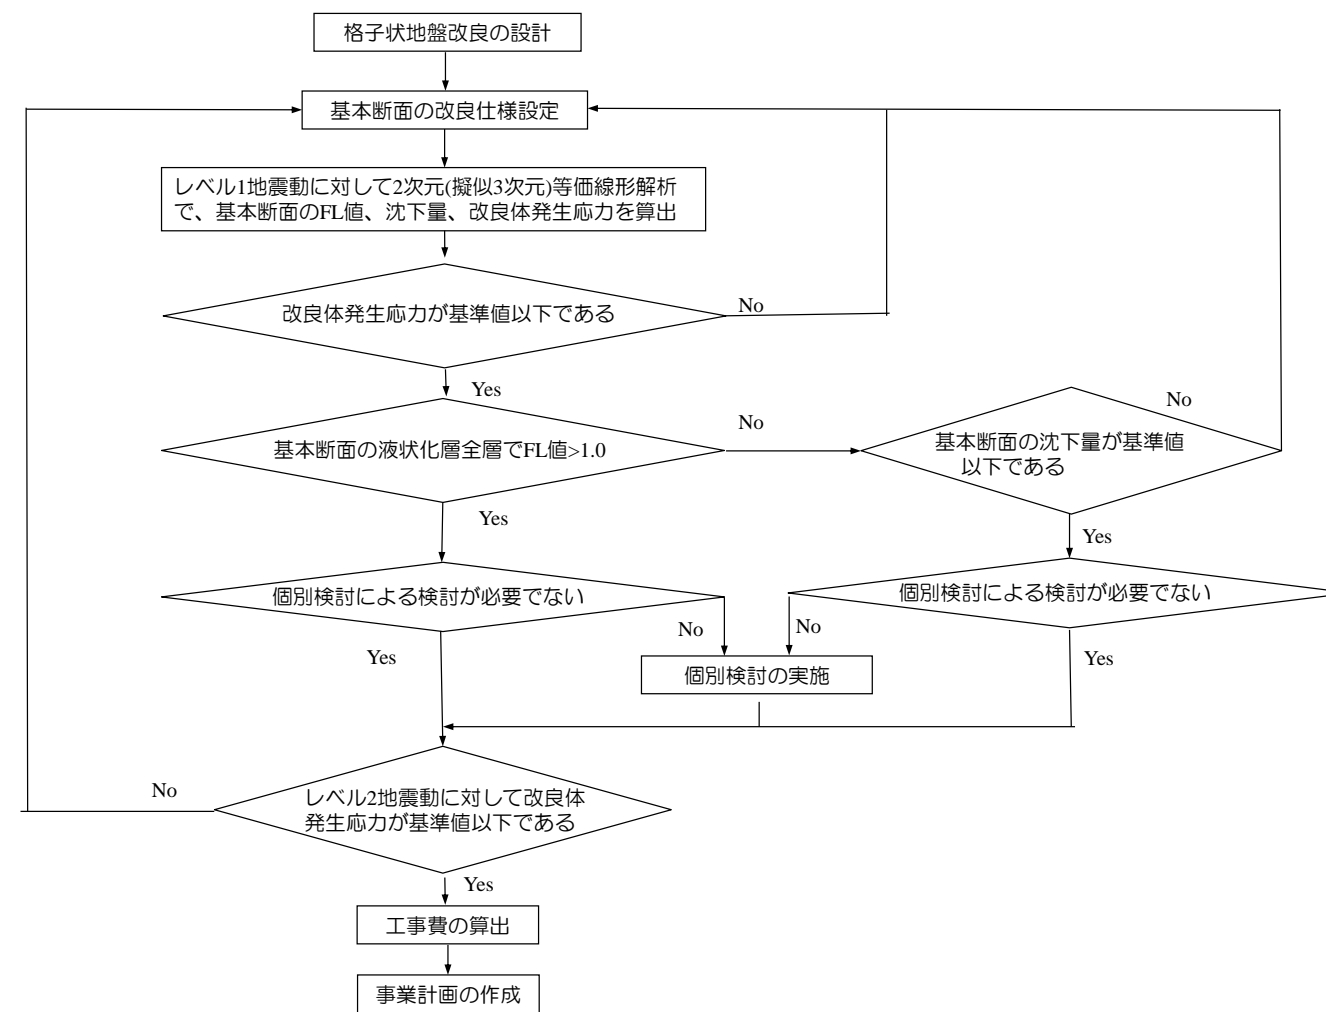 格子状地盤改良の設計
基本断面の改良仕様設定
レベル1地震動に対して2次元(擬似3次元)等価線形解析
で、基本断面のFL値、沈下量、改良体発生応力を算出
改良体発生応力が基準値以下である
No
Yes
基本断面の液状化層全層でFL値>1.0
No
基本断面の沈下量が基準値
以下である
No
Yes
Yes
個別検討による検討が必要でない
個別検討による検討が必要でない
No
No
Yes
Yes
個別検討の実施
レベル2地震動に対して改良体
発生応力が基準値以下である
No
Yes
工事費の算出
事業計画の作成